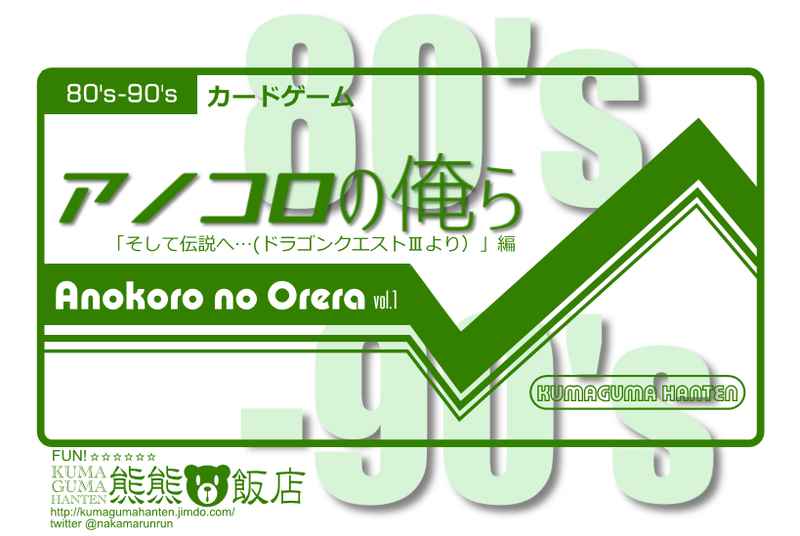 80's
80's-90's カードゲーム
アノコロの俺ら
「そして伝説へ…(ドラゴンクエストⅢより）」編
Anokoro no Orera vol.1
-90's
KUMAGUMA HANTEN
FUN! ☆☆☆☆☆☆
KUMA
GUMA
HANTEN
熊熊飯店
http://kumagumahanten.jimdo.com/
twitter @nakamarunrun